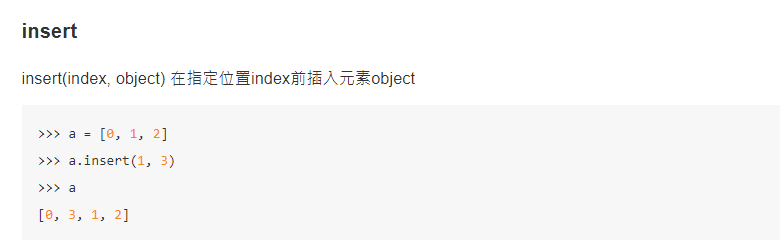 insert
insert(index, object) 在指定位置index前插入元素object
>>> a = [0, 1, 2]
>>> a.insert(1, 3)
>>> a
[0, 3, 1, 2]